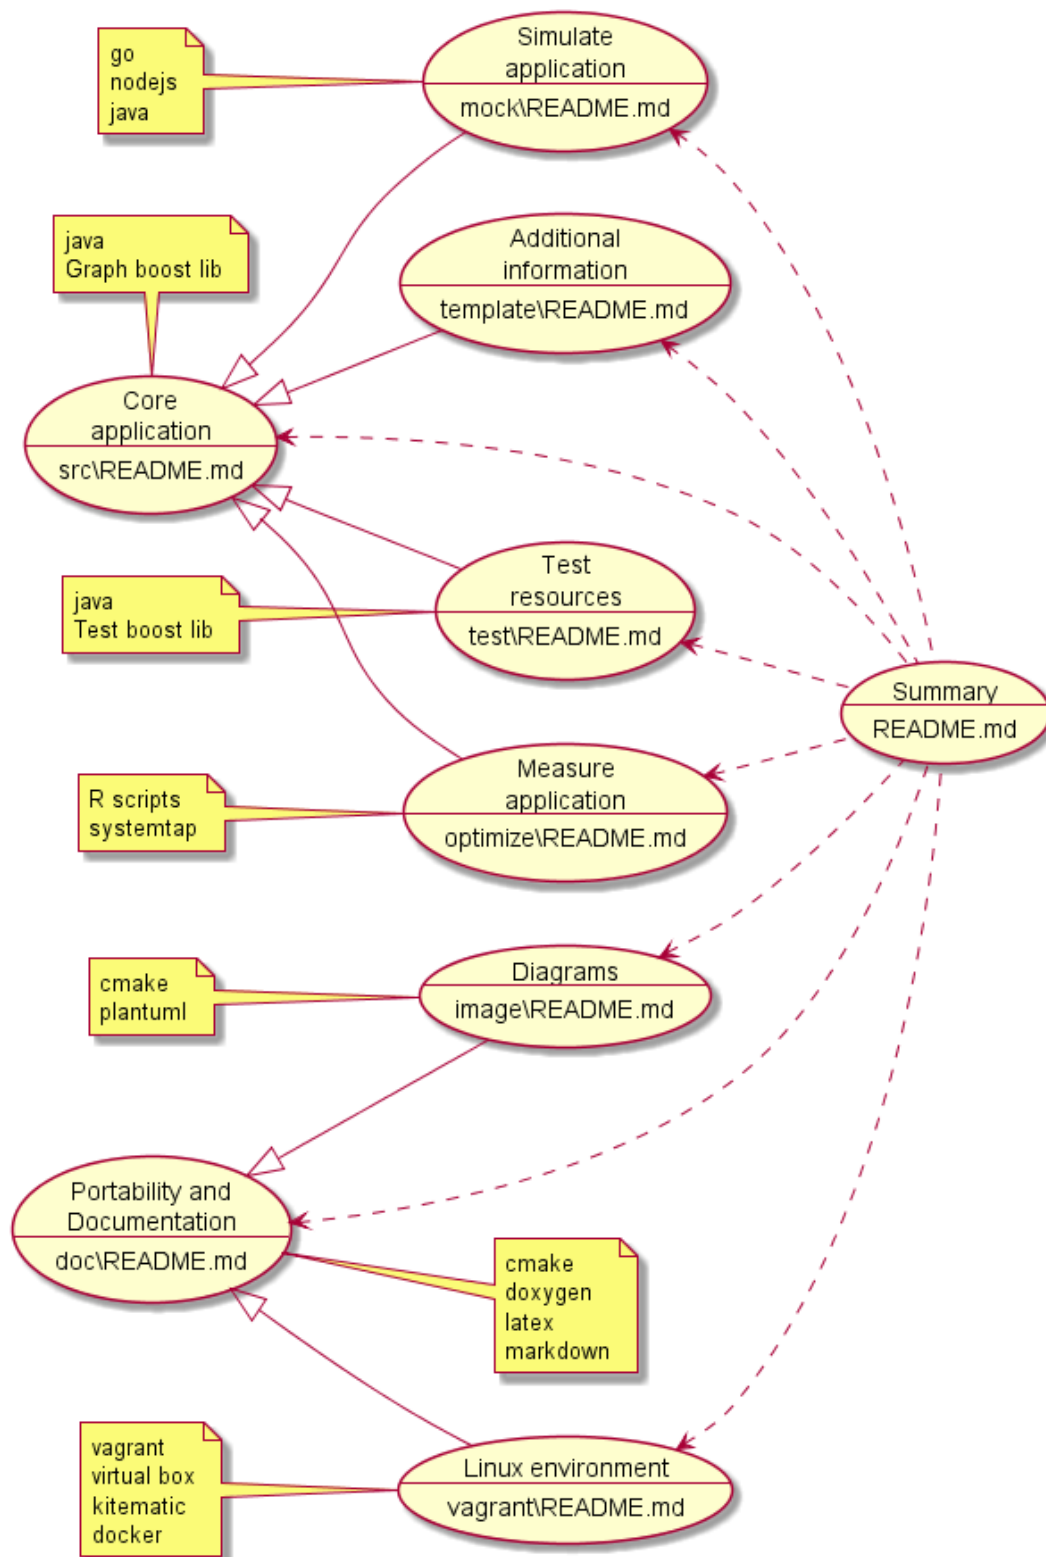 go
nodejs
java
Simulate
application
mock\README.md
java
Graph boost lib
Additional
information
template\README.md
Core
application
src\README.md
java
Test boost lib
Test
resources
test\README.md
Summary
README.md
R scripts
systemtap
Measure
application
optimize\README.md
cmake
plantuml
Diagrams
image\README.md
Portability and
Documentation
doc\README.md
cmake
doxygen
latex
markdown
vagrant
virtual box
kitematic
docker
Linux environment
vagrant\README.md